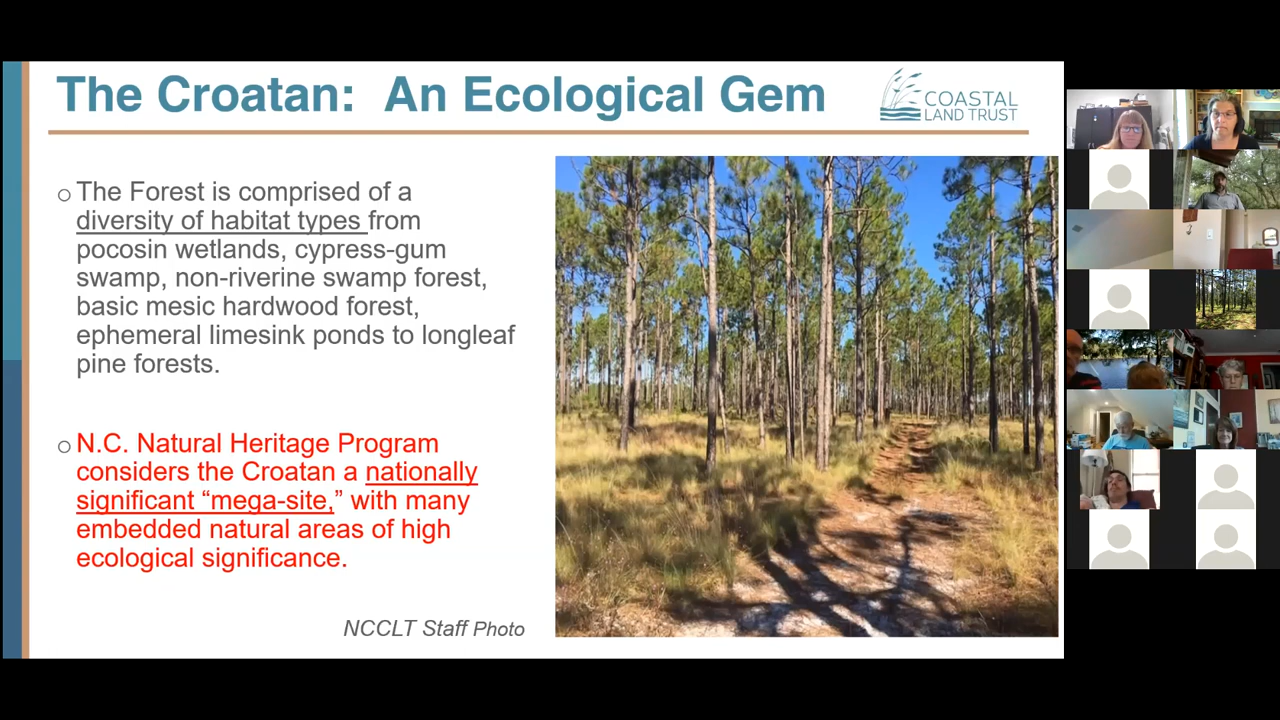 The Croatan: An Ecological Gem
COASTAL
LAND TRUST
○ The Forest is comprised of a
diversity of habitat types from
pocosin wetlands, cypress-gum
swamp, non-riverine swamp forest,
basic mesic hardwood forest,
ephemeral limesink ponds to longleaf
pine forests.
○ N.C. Natural Heritage Program
considers the Croatan a nationally
significant “mega-site,” with many
embedded natural areas of high
ecological significance.
NCCLT Staff Photo